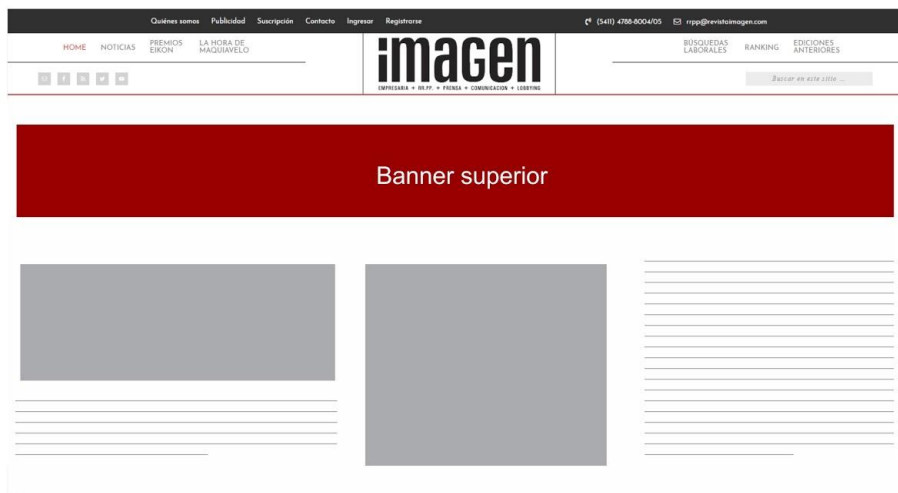 Quiénes somos Publicidad Suscripción Contacto Ingresar Registrarse (5411) 4788-8004/05 rrpp@revistaimagen.com
HOME NOTICIAS PREMIOS EIKON LA HORA DE MAQUIAVELO
imagen
EMPRESARIA + RR.PP. + PRENSA + COMUNICACION + LOBBYING
BÚSQUEDAS LABORALES RANKING EDICIONES ANTERIORES
Buscar en este sitio ...
Banner superior